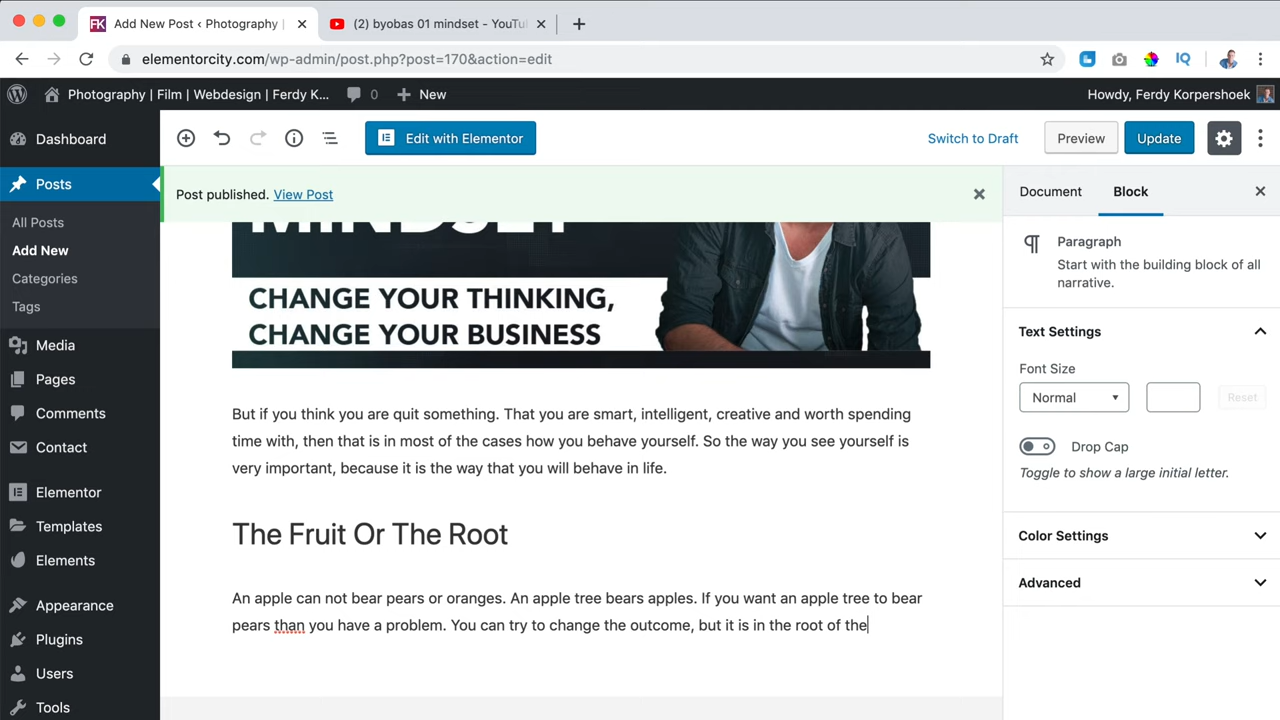 Add New Post ‹ Photography |
(2) byobas 01 mindset - YouTu
elementorcity.com/wp-admin/post.php?post=170&action=edit
Photography | Film | Webdesign | Ferdy K...
0
New
Howdy, Ferdy Korpershoek
Dashboard
Posts
All Posts
Add New
Categories
Tags
Media
Pages
Comments
Contact
Elementor
Templates
Elements
Appearance
Plugins
Users
Tools
Edit with Elementor
Switch to Draft
Preview
Update
Post published. View Post
MINDSET
CHANGE YOUR THINKING,
CHANGE YOUR BUSINESS
But if you think you are quit something. That you are smart, intelligent, creative and worth spending
time with, then that is in most of the cases how you behave yourself. So the way you see yourself is
very important, because it is the way that you will behave in life.
The Fruit Or The Root
An apple can not bear pears or oranges. An apple tree bears apples. If you want an apple tree to bear
pears than you have a problem. You can try to change the outcome, but it is in the root of the
Document
Block
Paragraph
Start with the building block of all
narrative.
Text Settings
Font Size
Normal
Reset
Drop Cap
Toggle to show a large initial letter.
Color Settings
Advanced